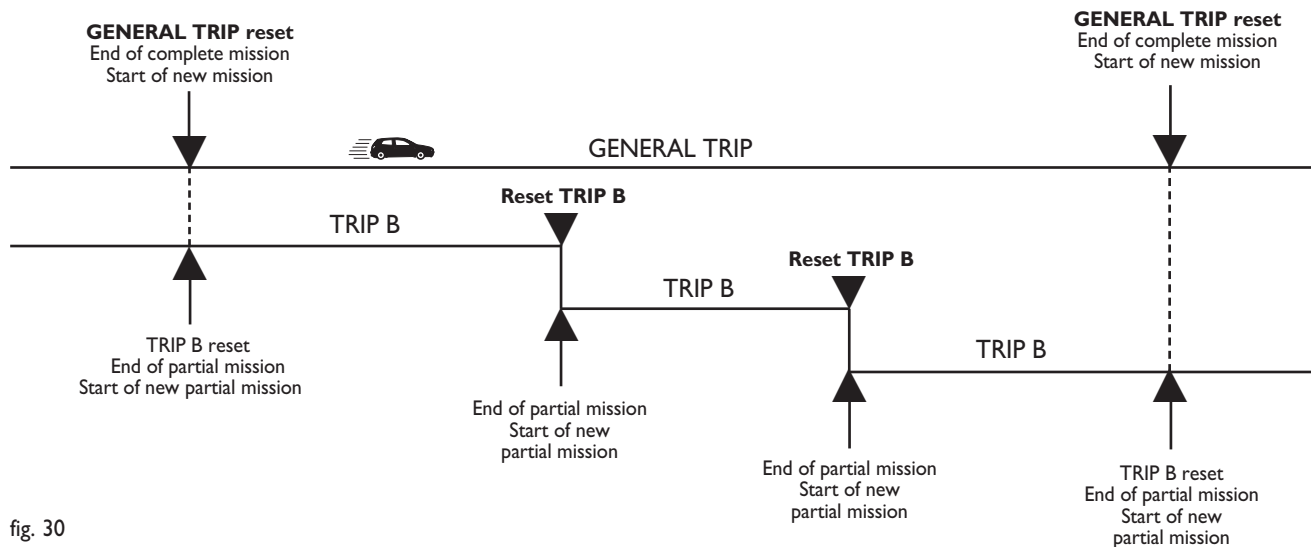 GENERAL TRIP reset
End of complete mission
Start of new mission
GENERAL TRIP reset
End of complete mission
Start of new mission
GENERAL TRIP
Reset TRIP B
TRIP B
Reset TRIP B
TRIP B
TRIP B
TRIP B reset
End of partial mission
Start of new partial mission
End of partial mission
Start of new
partial mission
End of partial mission
Start of new
partial mission
TRIP B reset
End of partial mission
Start of new
partial mission
fig. 30